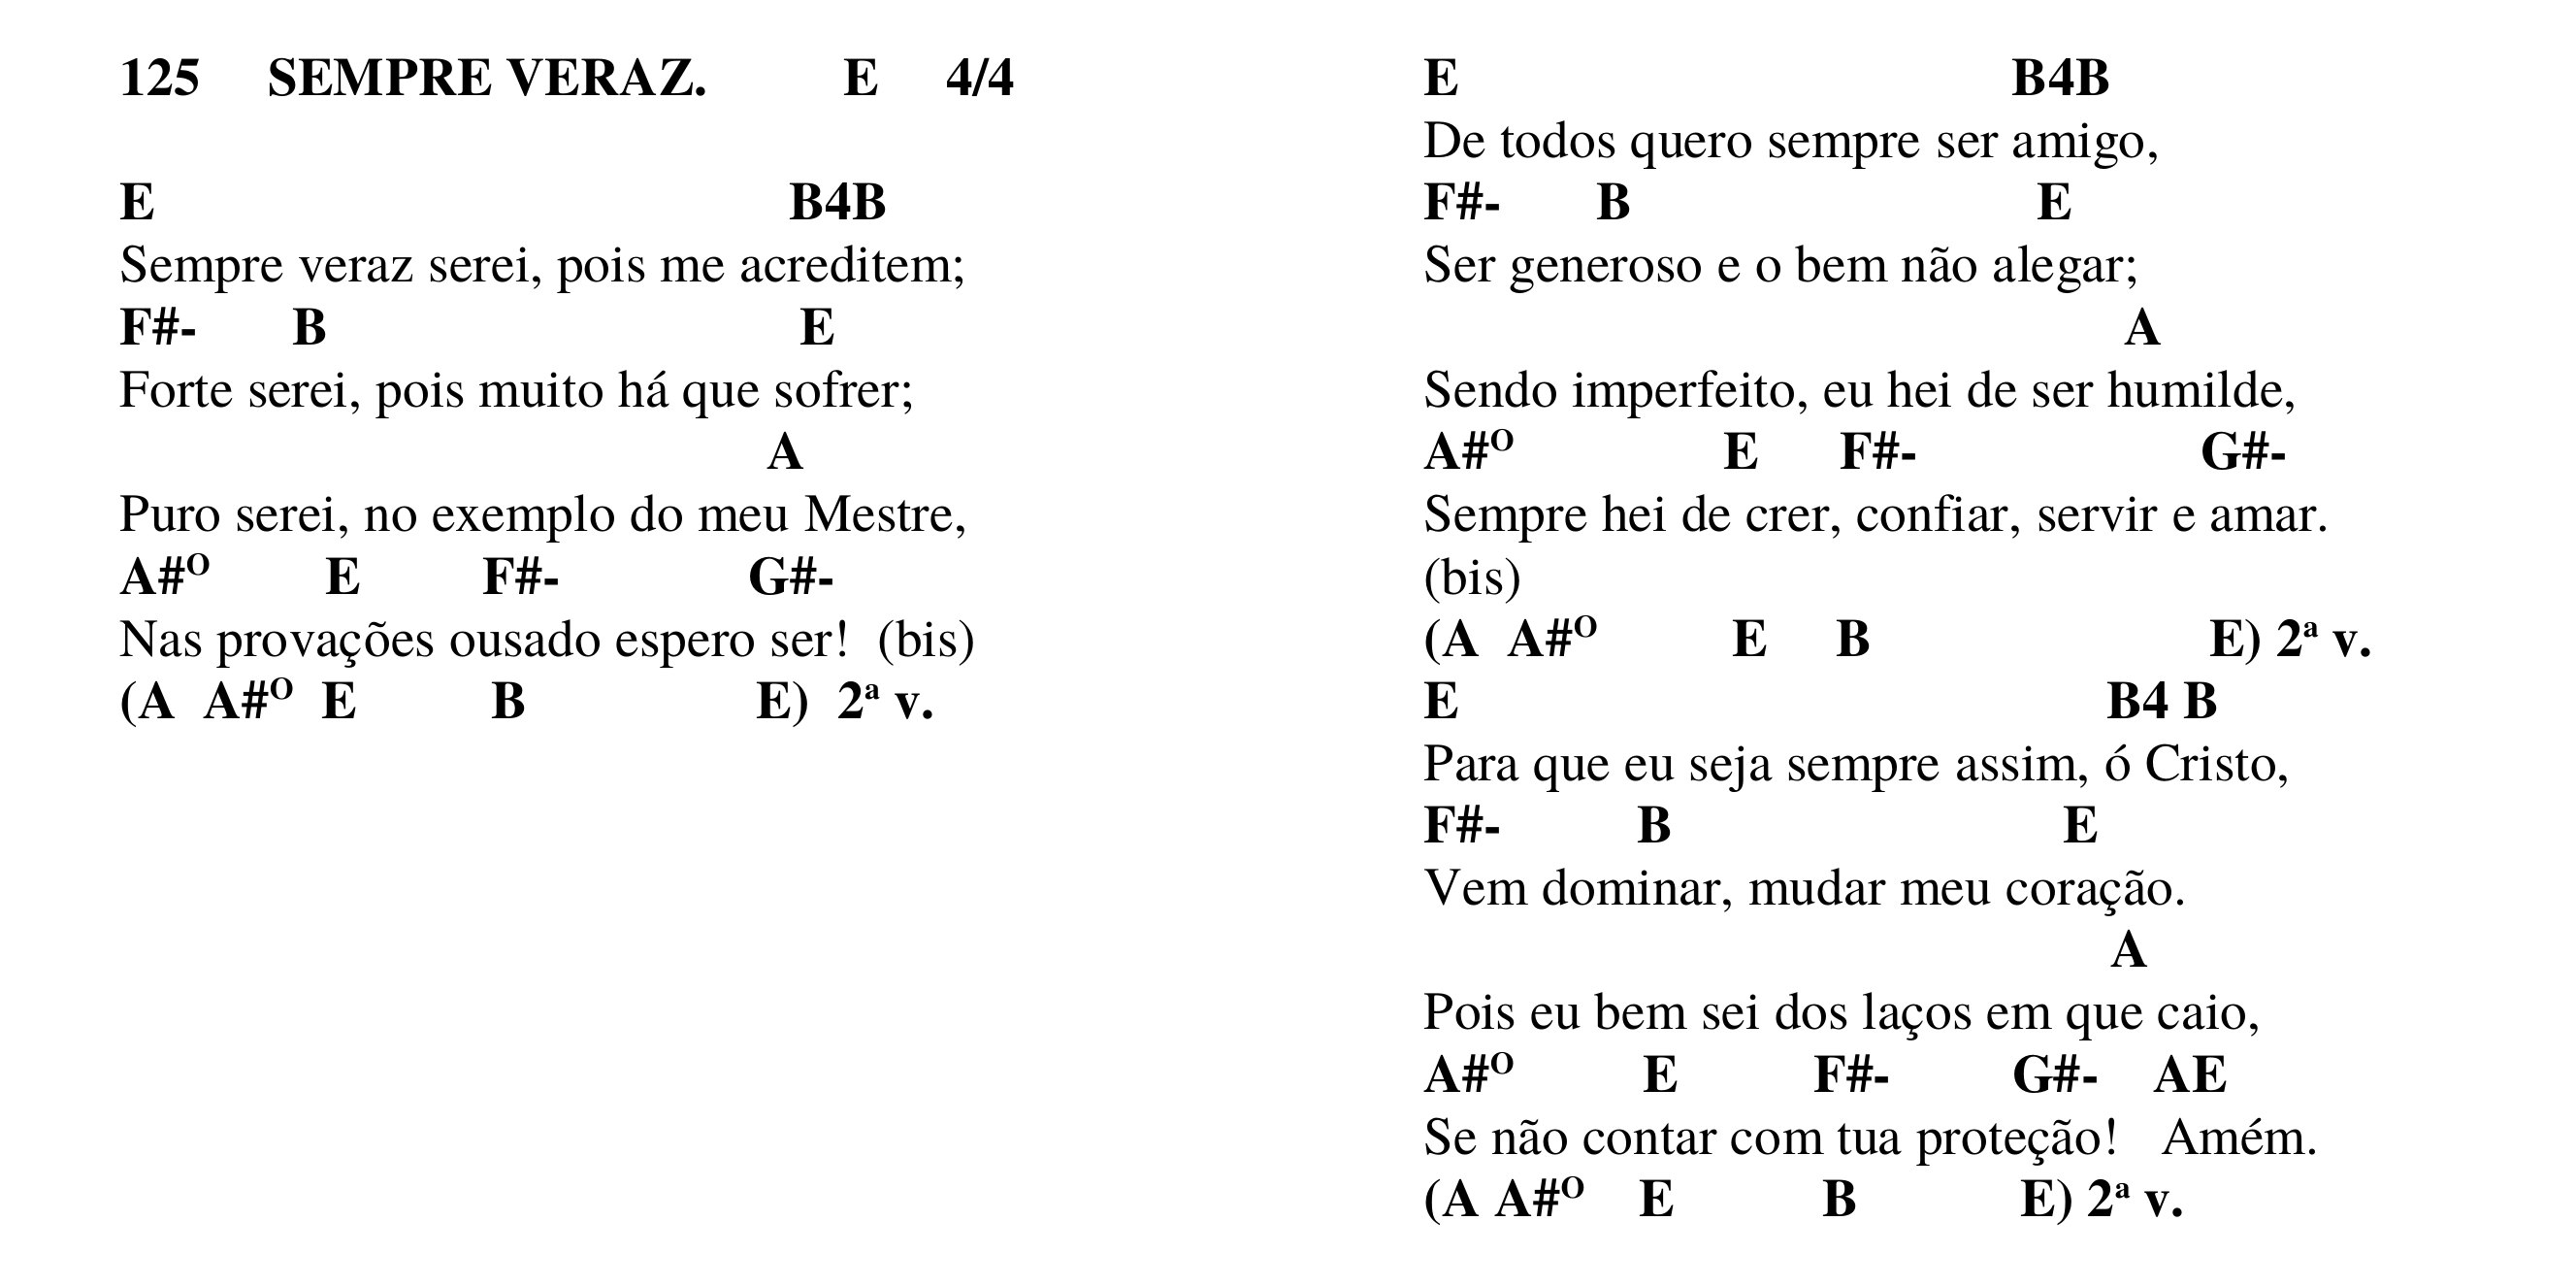 125 SEMPRE VERAZ. E 4/4
E B4B
Sempre veraz serei, pois me acreditem;
F#- B E
Forte serei, pois muito há que sofrer;
A
Puro serei, no exemplo do meu Mestre,
A#º E F#- G#-
Nas provações ousado espero ser! (bis)
(A A#º E B E) 2ª v.
E B4B
De todos quero sempre ser amigo,
F#- B E
Ser generoso e o bem não alegar;
A
Sendo imperfeito, eu hei de ser humilde,
A#º E F#- G#-
Sempre hei de crer, confiar, servir e amar.
(bis)
(A A#º E B E) 2ª v.
E B4 B
Para que eu seja sempre assim, ó Cristo,
F#- B E
Vem dominar, mudar meu coração.
A
Pois eu bem sei dos laços em que caio,
A#º E F#- G#- AE
Se não contar com tua proteção! Amém.
(A A#º E B E) 2ª v.